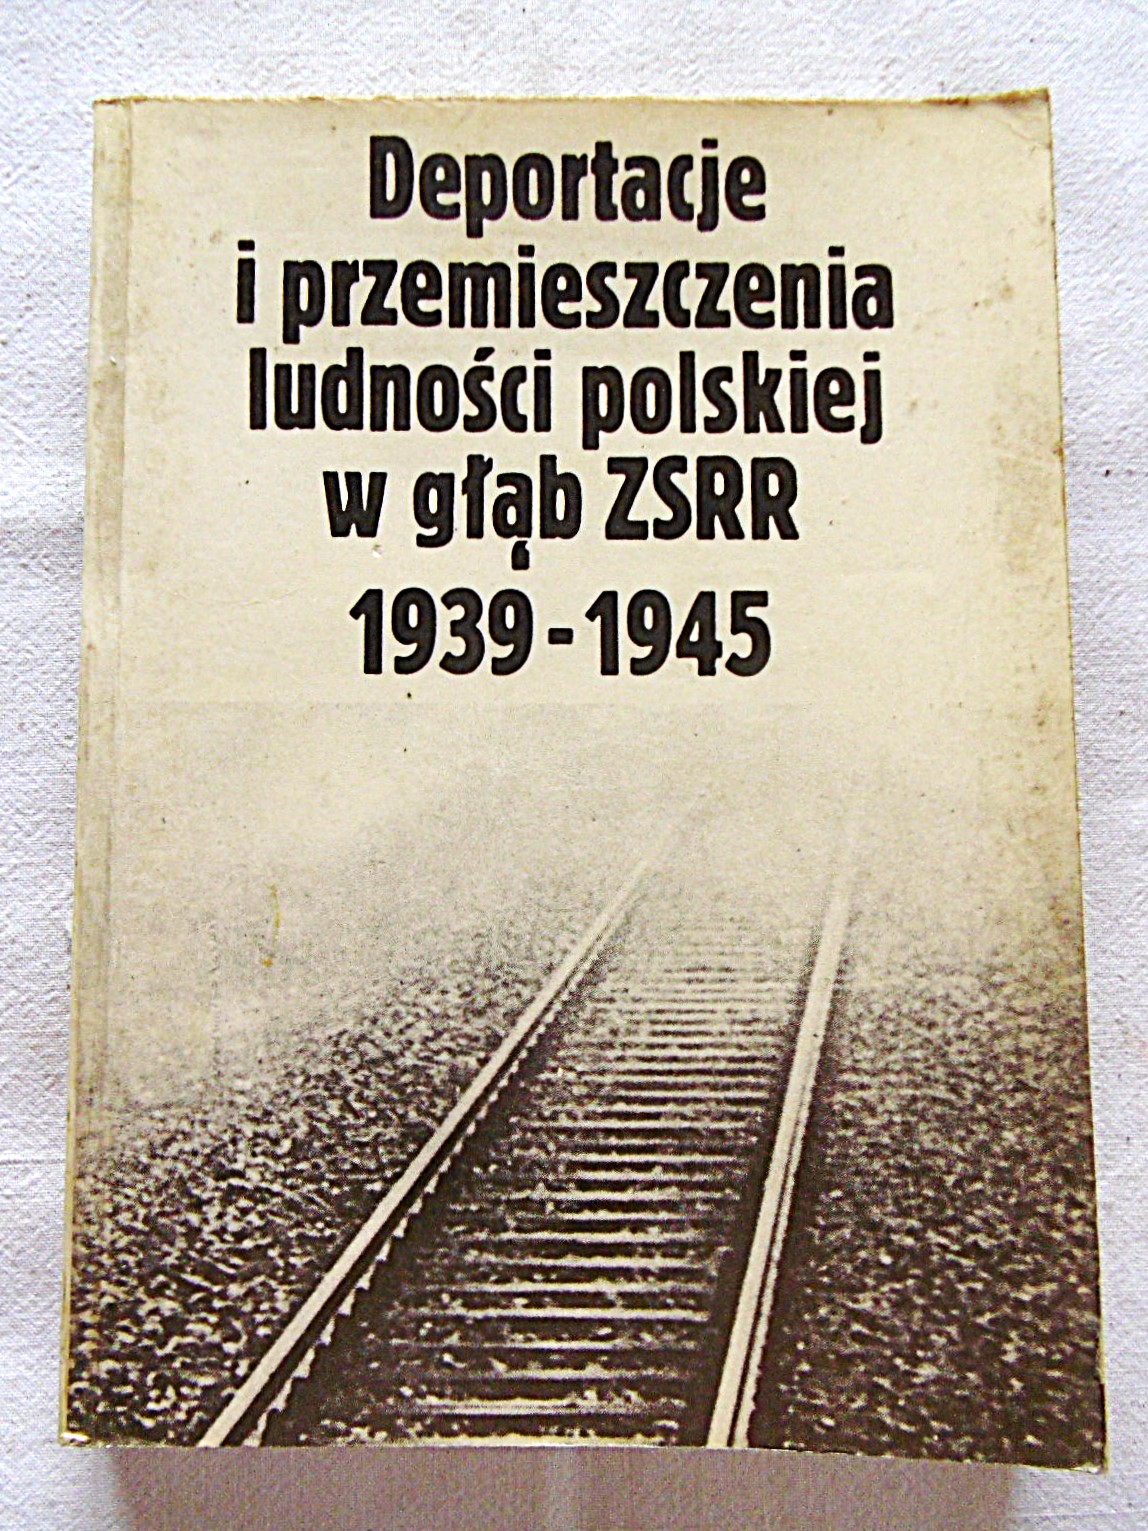 Deportacje
i przemieszczenia
ludności polskiej
w głąb ZSRR
1939-1945